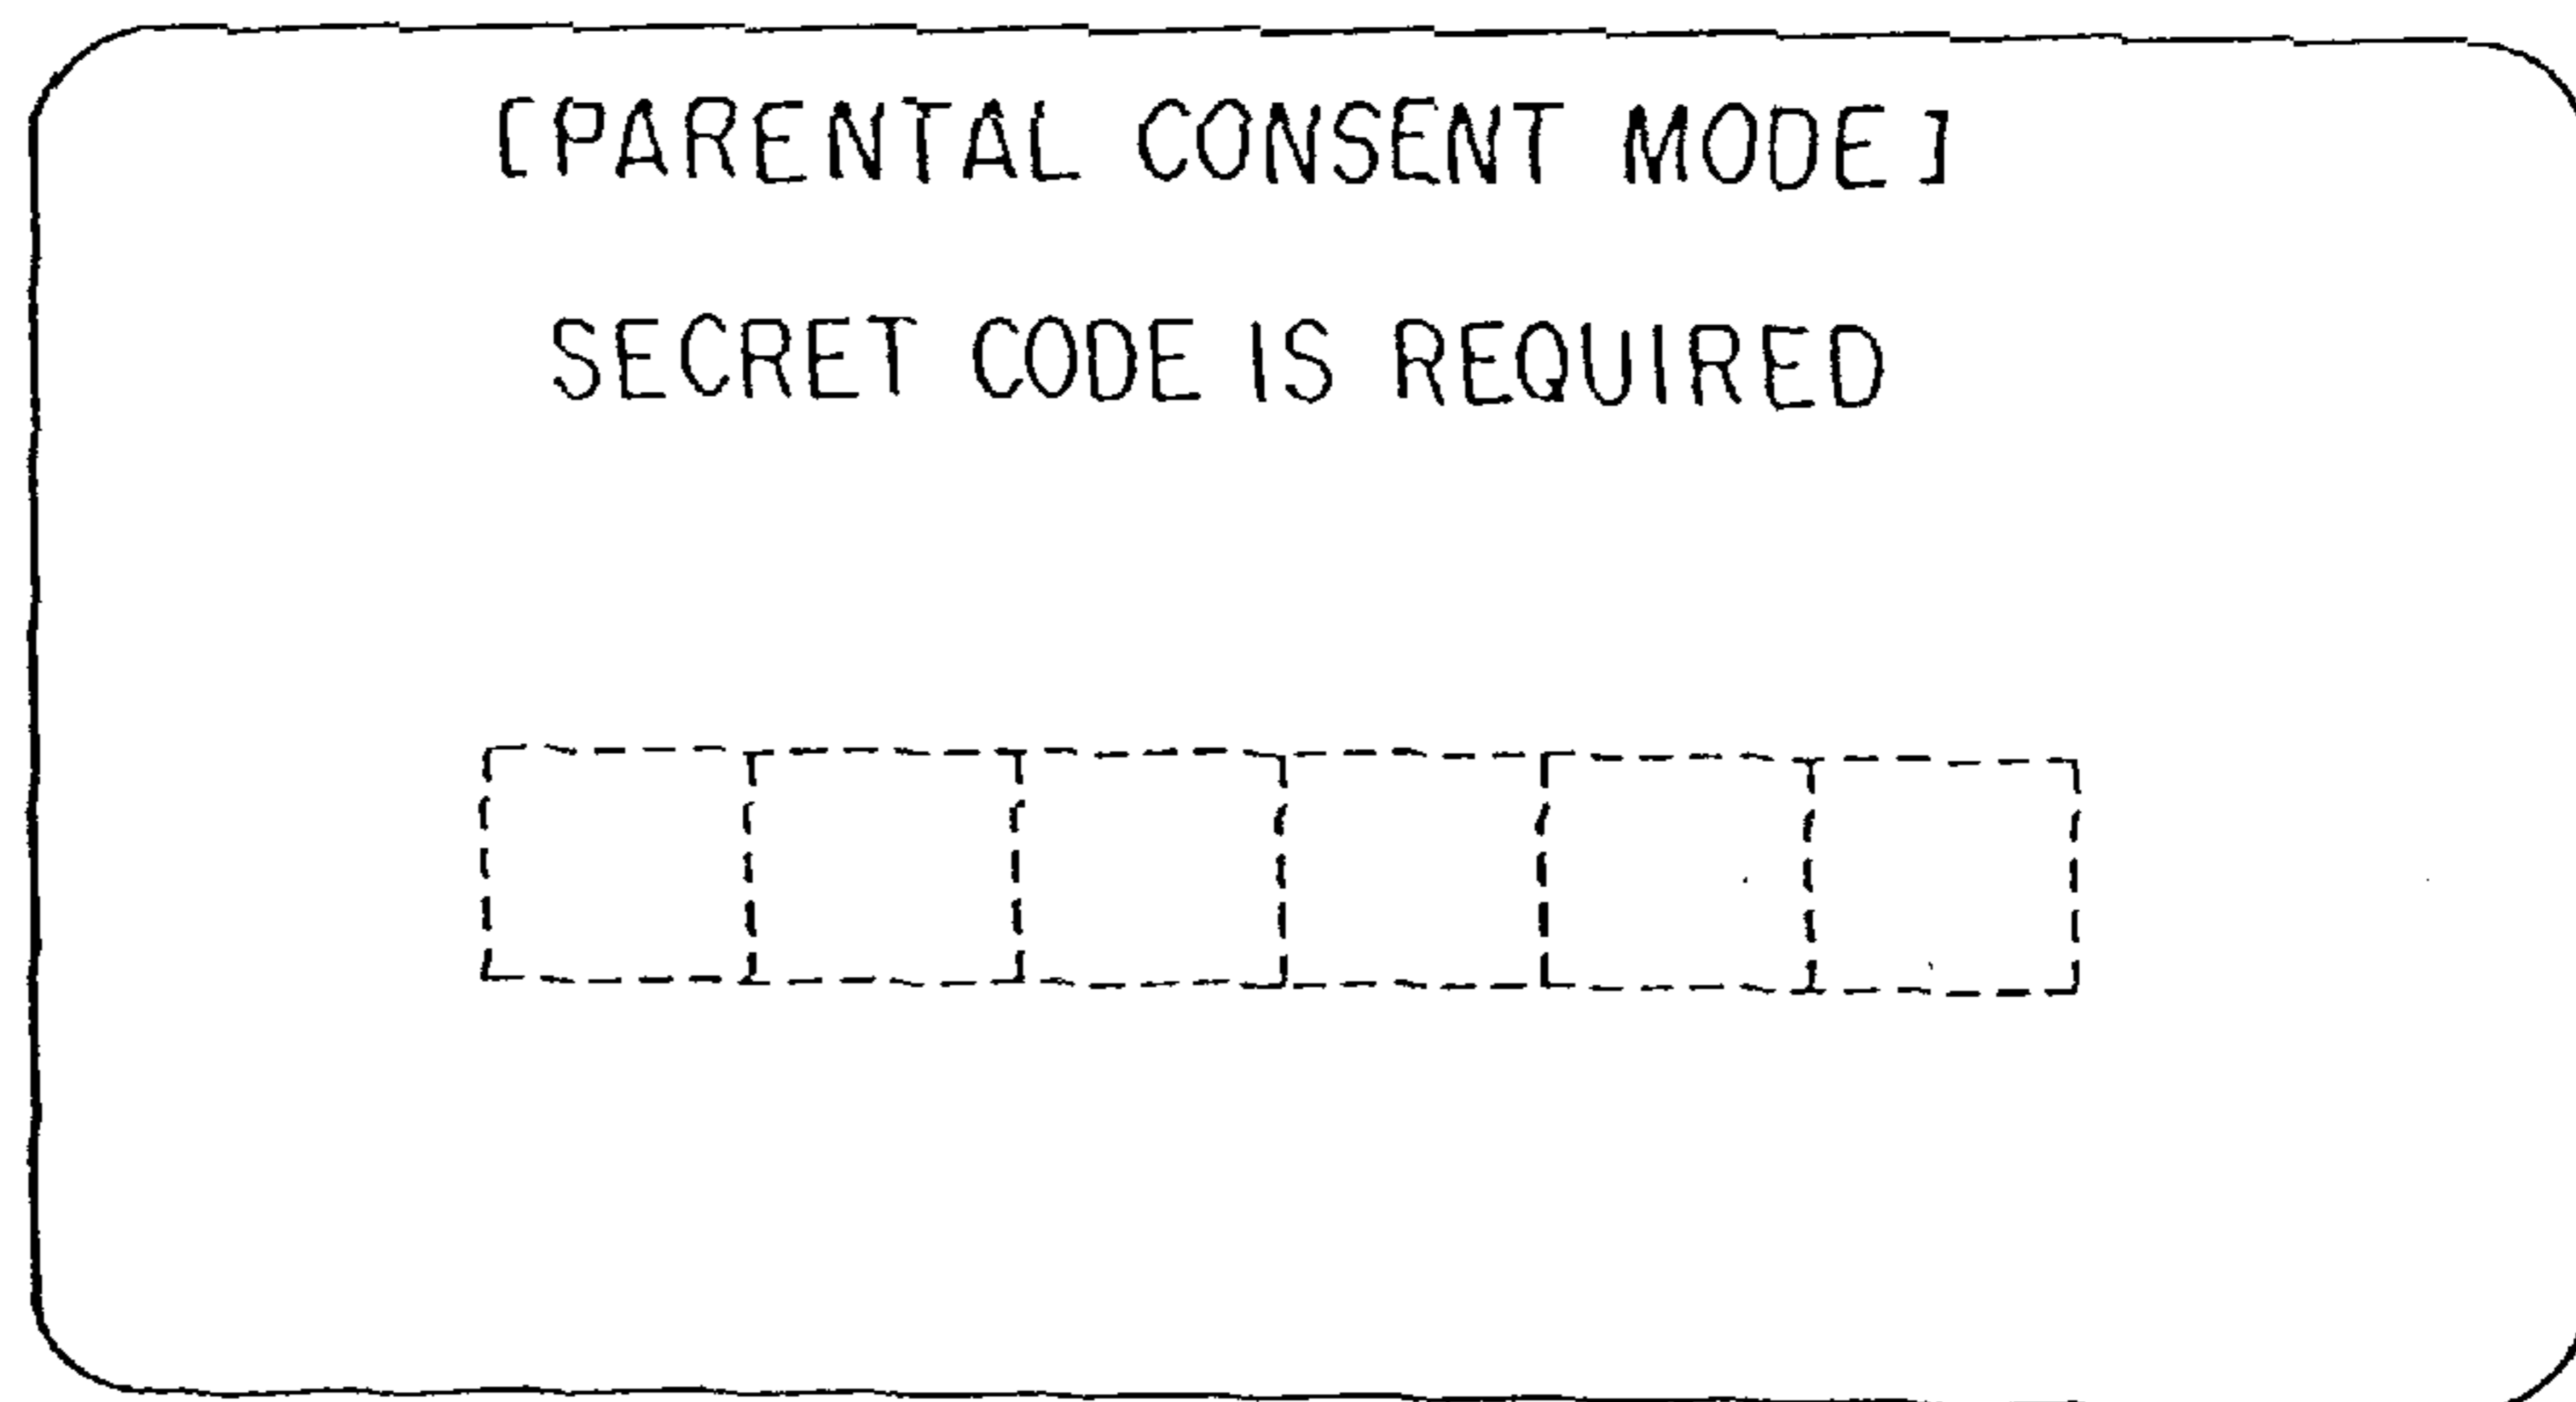 [PARENTAL CONSENT MODE]
SECRET CODE IS REQUIRED